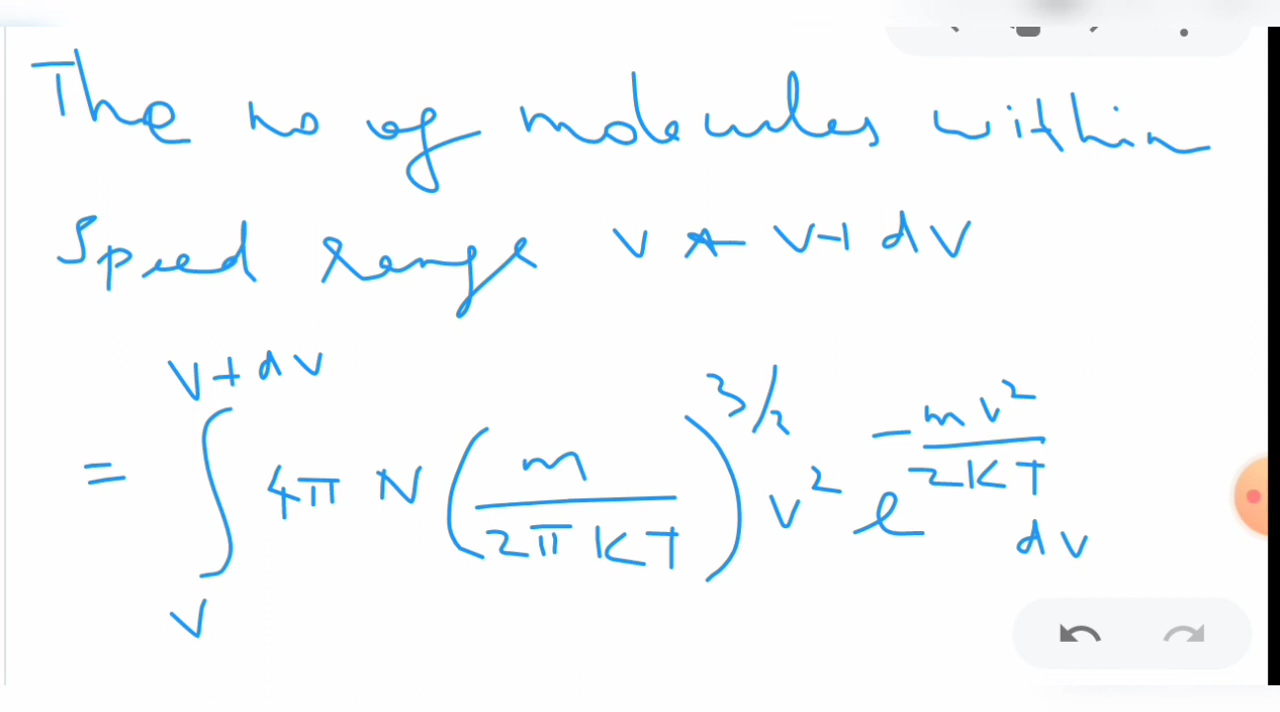 The no of molecules within
speed range v & v+dv
= ∫_{v}^{v+dv} 4π N (m / 2πKT)^{3/2} v² e^{-mv²/2KT} dv